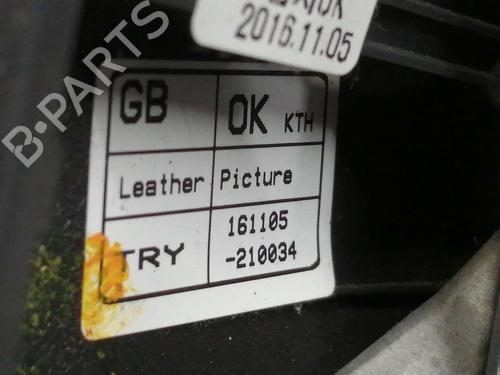 2016.11.05
B-PARTS
GB OK KTH
Leather Picture
TRY 161105
-210034